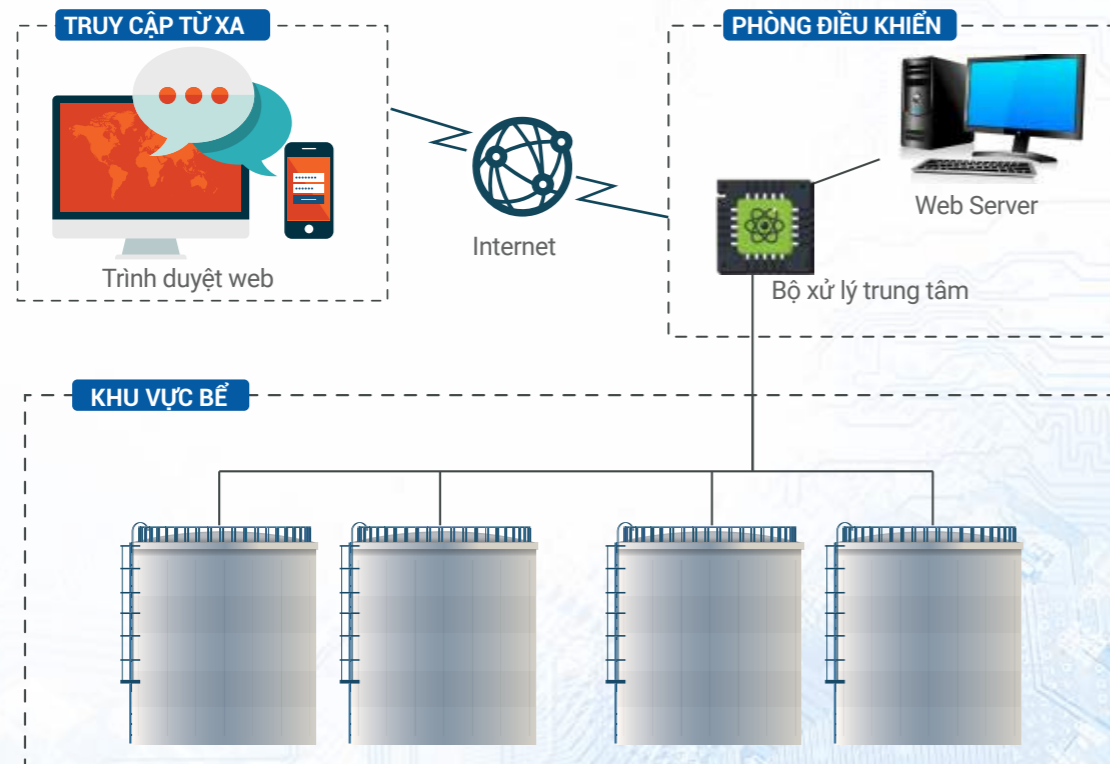 TRUY CẬP TỪ XA
PHÒNG ĐIỀU KHIỂN
Trình duyệt web
Internet
Web Server
Bộ xử lý trung tâm
KHU VỰC BỂ